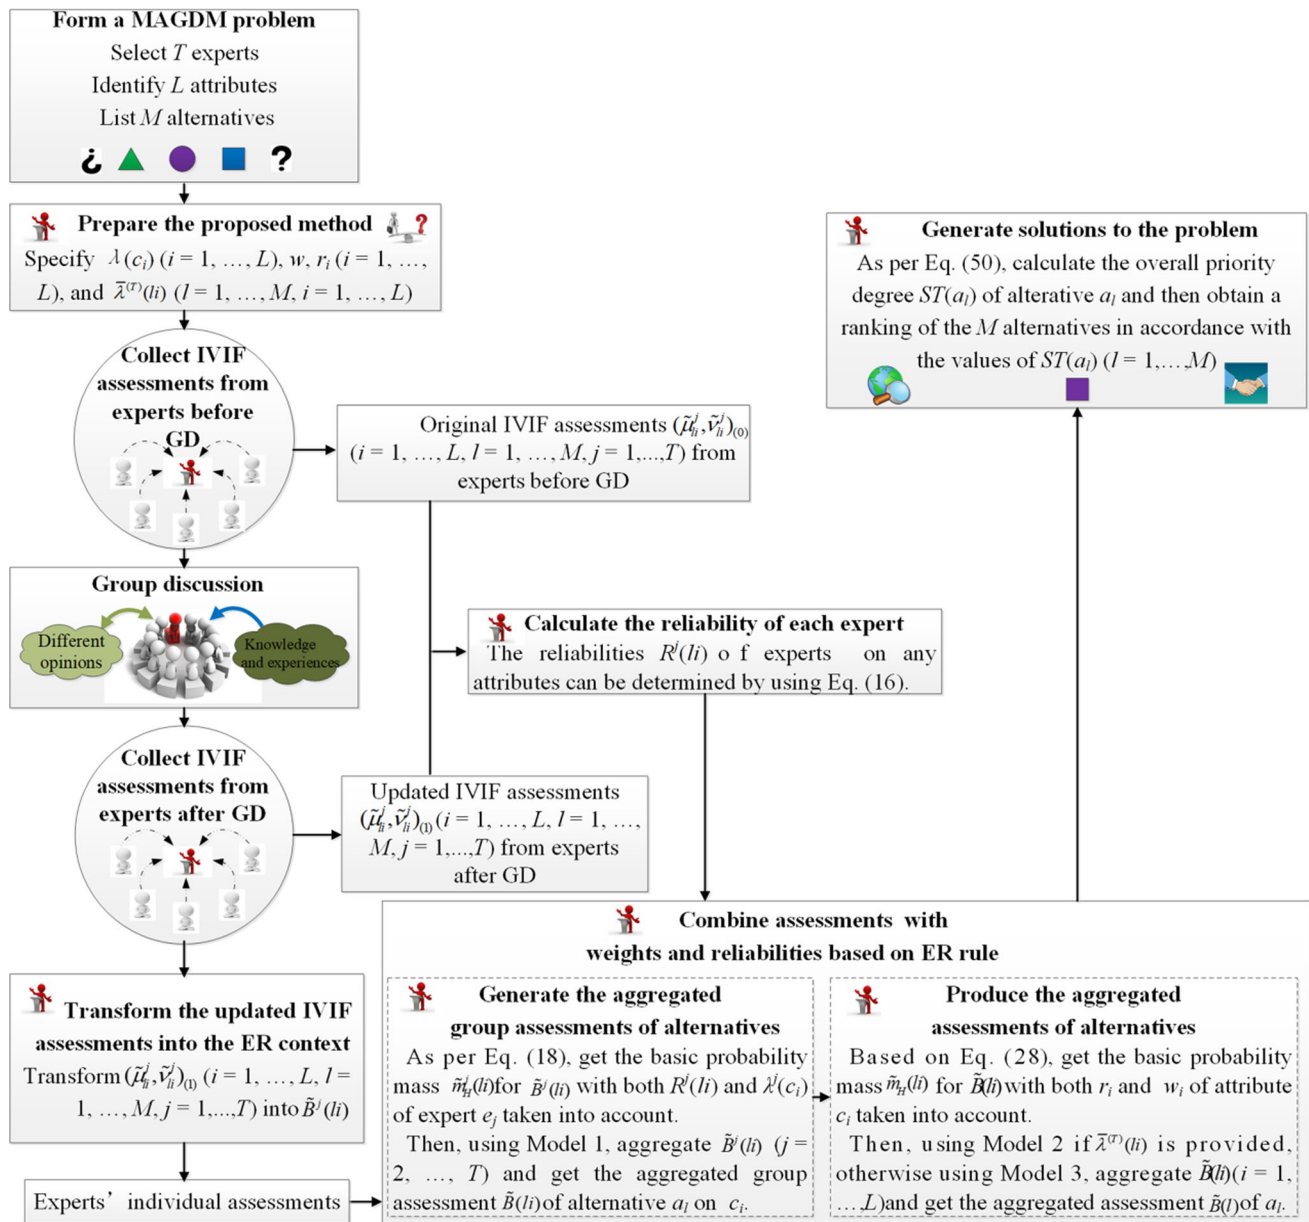 Form a MAGDM problem
Select T experts
Identify L attributes
List M alternatives
¿
?
Prepare the proposed method
Specify λ(cᵢ) (i = 1, …, L), w, rᵢ (i = 1, …,
L), and λ̄⁽ᵀ⁾(li) (l = 1, …, M, i = 1, …, L)
Collect IVIF
assessments from
experts before
GD
Original IVIF assessments (μ̃ʲₗᵢ,ṽʲₗᵢ)₍₀₎
(i = 1, …, L, l = 1, …, M, j = 1,...,T) from
experts before GD
Group discussion
Different
opinions
Knowledge
and experiences
Calculate the reliability of each expert
The reliabilities Rʲ(li) o f experts on any
attributes can be determined by using Eq. (16).
Collect IVIF
assessments from
experts after GD
Updated IVIF assessments
(μ̃ʲₗᵢ,ṽʲₗᵢ)₍₁₎ (i = 1, …, L, l = 1, …,
M, j = 1,...,T) from experts
after GD
Transform the updated IVIF
assessments into the ER context
Transform (μ̃ʲₗᵢ,ṽʲₗᵢ)₍₁₎ (i = 1, …, L, l =
1, …, M, j = 1,...,T) into B̃ʲ(li)
Experts' individual assessments
Combine assessments with
weights and reliabilities based on ER rule
Generate the aggregated
group assessments of alternatives
As per Eq. (18), get the basic probability
mass m̃ʲ_H(li) for B̃ʲ(li) with both Rʲ(li) and λʲ(cᵢ)
of expert eⱼ taken into account.
Then, using Model 1, aggregate B̃ʲ(li) (j =
2, …, T) and get the aggregated group
assessment B̃(li) of alternative aₗ on cᵢ.
Produce the aggregated
assessments of alternatives
Based on Eq. (28), get the basic probability
mass m̃_H(li) for B̃(li) with both rᵢ and wᵢ of attribute
cᵢ taken into account.
Then, using Model 2 if λ̄⁽ᵀ⁾(li) is provided,
otherwise using Model 3, aggregate B̃(li)(i = 1,
…,L)and get the aggregated assessment B̃(l) of aₗ.
Generate solutions to the problem
As per Eq. (50), calculate the overall priority
degree ST(aₗ) of alterative aₗ and then obtain a
ranking of the M alternatives in accordance with
the values of ST(aₗ) (l = 1,…,M)